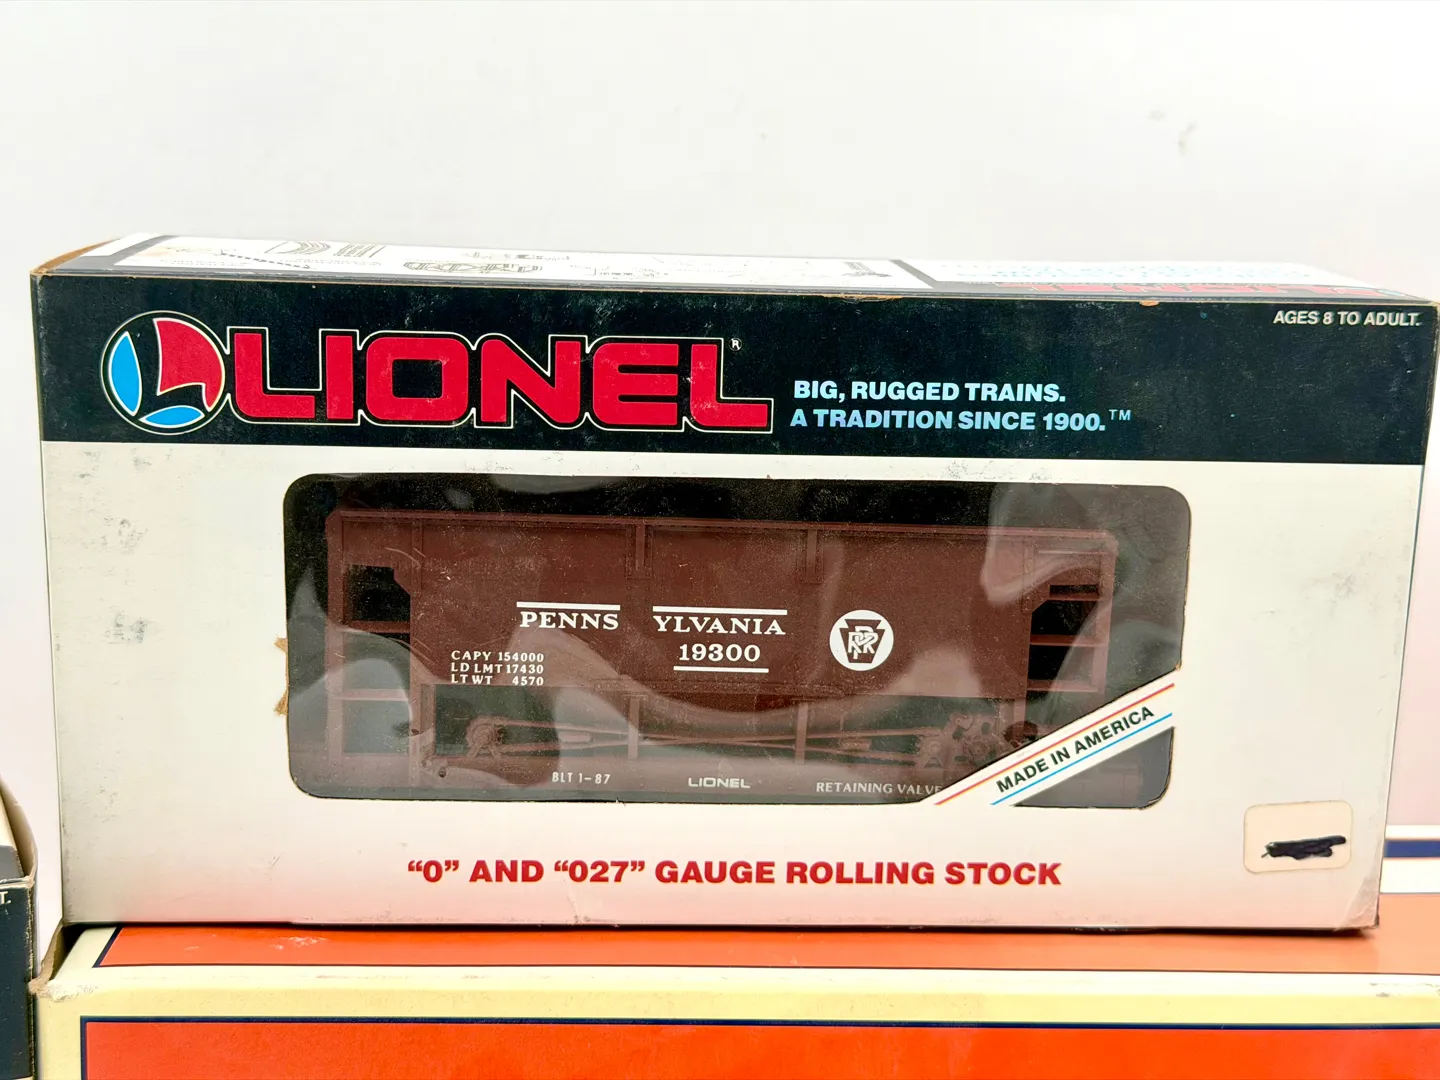 AGES 8 TO ADULT.
LIONEL®
BIG, RUGGED TRAINS.
A TRADITION SINCE 1900.™
PENNS YLVANIA
19300
PRR
CAPY 154000
LD LMT 17430
LT WT 4570
BLT 1-87
LIONEL
RETAINING VALVE
MADE IN AMERICA
"O" AND "027" GAUGE ROLLING STOCK
T.